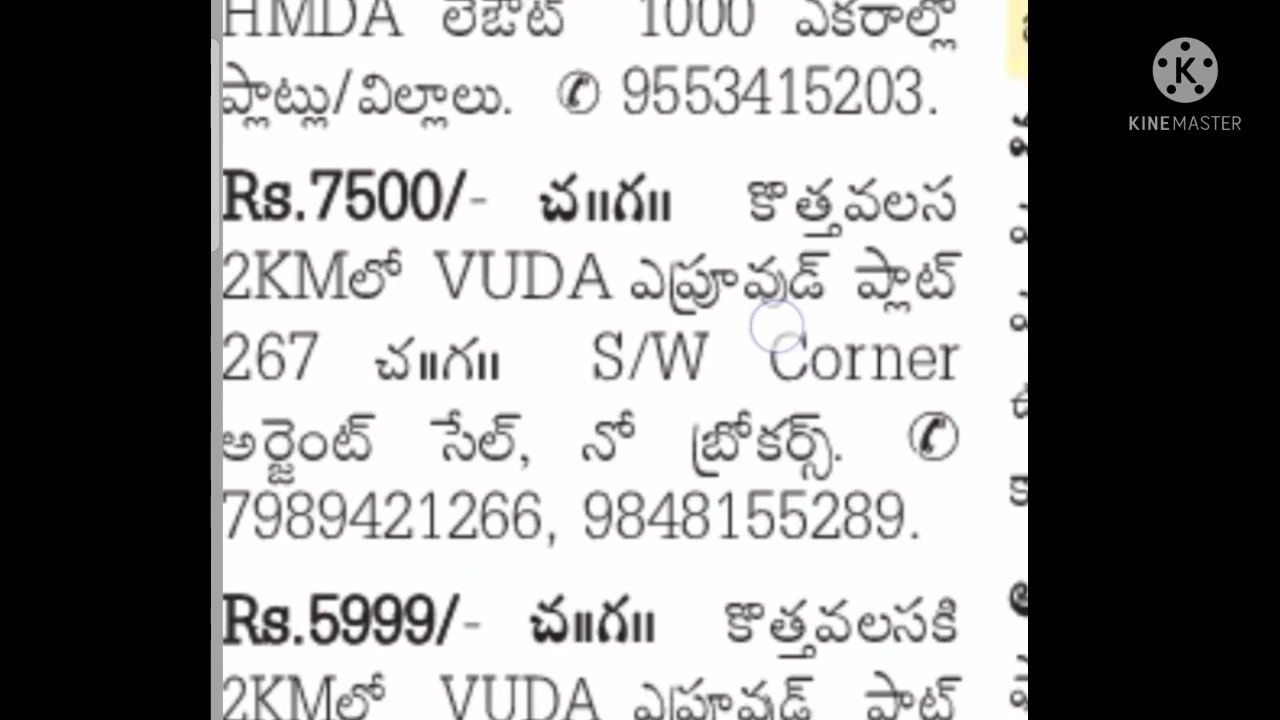 HMDA లేఔట్ 1000 ఎకరాల్లో
ప్లాట్లు/విల్లాలు. ✆ 9553415203.
Rs.7500/- చ॥గ॥ కొత్తవలస
2KMలో VUDA ఎప్రూవుడ్ ప్లాట్
267 చ॥గ॥ S/W Corner
అర్జెంట్ సేల్, నో బ్రోకర్స్. ✆
7989421266, 9848155289.
Rs.5999/- చ॥గ॥ కొత్తవలసకి
2KMలో VUDA ఎప్రూవుడ్ ప్లాట్
K
KINEMASTER